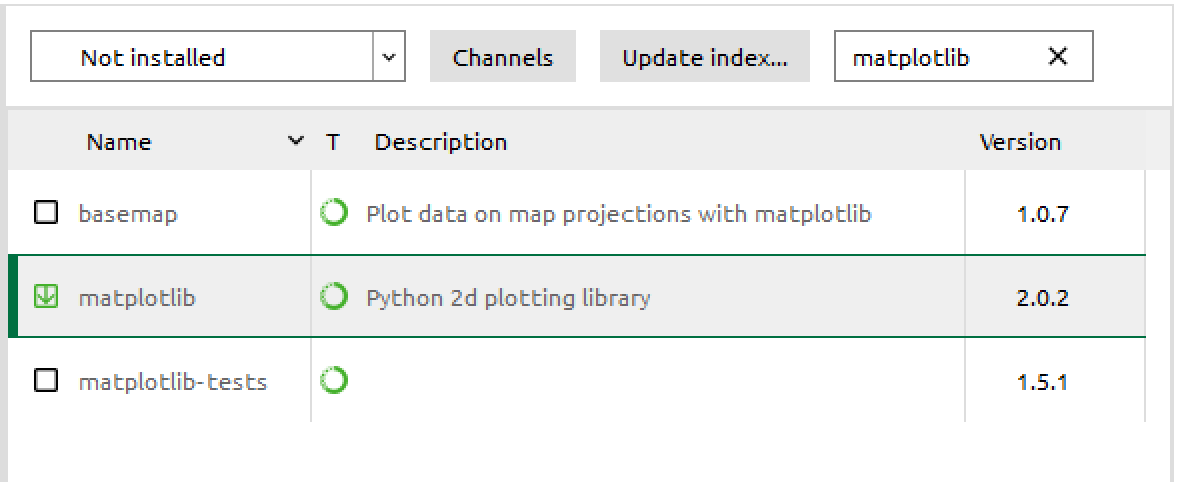 Not installed Channels Update index... matplotlib
Name T Description Version
basemap Plot data on map projections with matplotlib 1.0.7
matplotlib Python 2d plotting library 2.0.2
matplotlib-tests 1.5.1